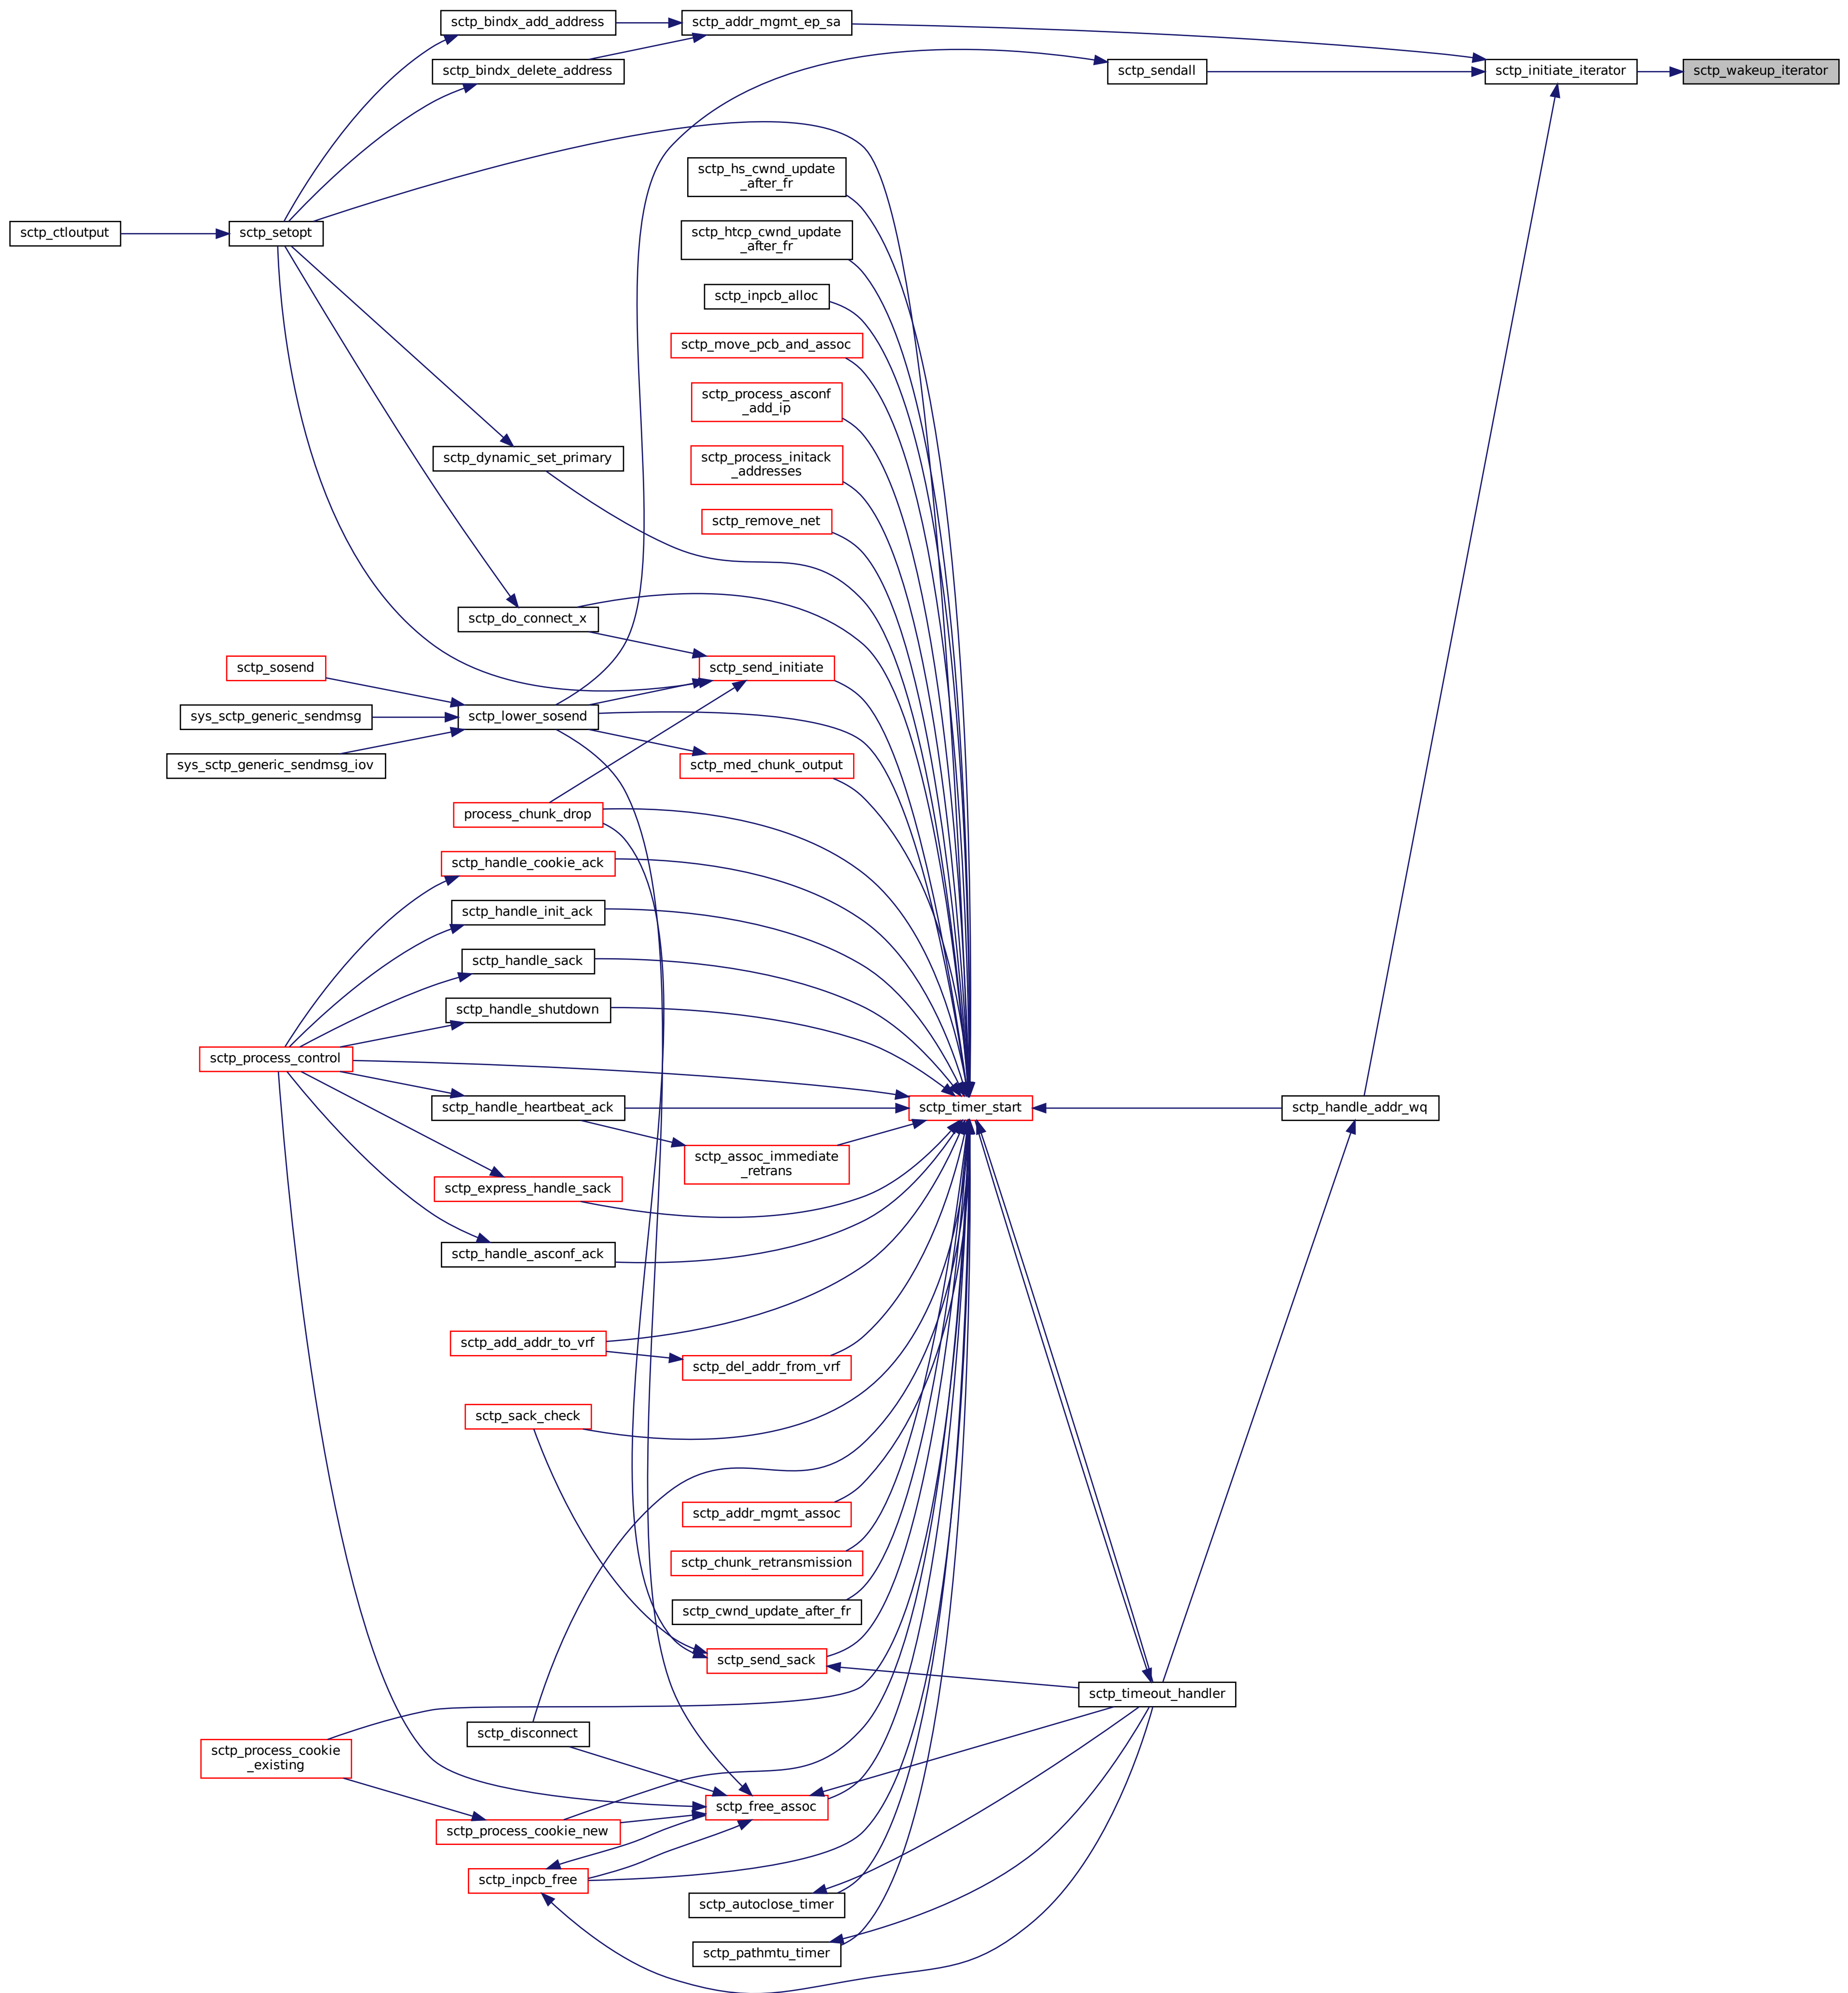 sctp_bindx_add_address
sctp_addr_mgmt_ep_sa
sctp_bindx_delete_address
sctp_sendall
sctp_initiate_iterator
sctp_wakeup_iterator
sctp_hs_cwnd_update
_after_fr
sctp_ctloutput
sctp_setopt
sctp_htcp_cwnd_update
_after_fr
sctp_inpcb_alloc
sctp_move_pcb_and_assoc
sctp_process_asconf
_add_ip
sctp_dynamic_set_primary
sctp_process_initack
_addresses
sctp_remove_net
sctp_do_connect_x
sctp_sosend
sctp_send_initiate
sys_sctp_generic_sendmsg
sctp_lower_sosend
sys_sctp_generic_sendmsg_iov
sctp_med_chunk_output
process_chunk_drop
sctp_handle_cookie_ack
sctp_handle_init_ack
sctp_handle_sack
sctp_handle_shutdown
sctp_process_control
sctp_handle_heartbeat_ack
sctp_timer_start
sctp_handle_addr_wq
sctp_assoc_immediate
_retrans
sctp_express_handle_sack
sctp_handle_asconf_ack
sctp_add_addr_to_vrf
sctp_del_addr_from_vrf
sctp_sack_check
sctp_addr_mgmt_assoc
sctp_chunk_retransmission
sctp_cwnd_update_after_fr
sctp_send_sack
sctp_timeout_handler
sctp_disconnect
sctp_process_cookie
_existing
sctp_free_assoc
sctp_process_cookie_new
sctp_inpcb_free
sctp_autoclose_timer
sctp_pathmtu_timer